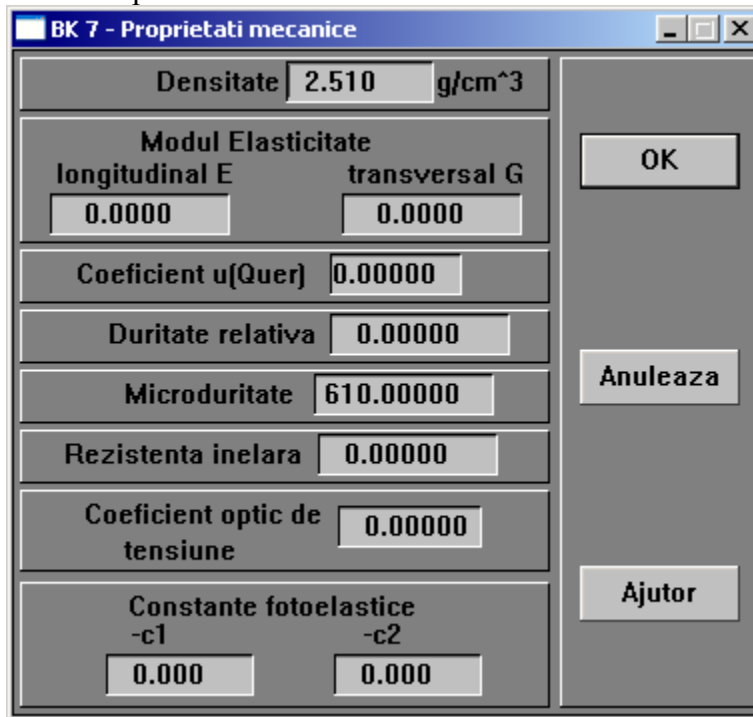 BK 7 - Proprietati mecanice
Densitate 2.510 g/cm^3
Modul Elasticitate
longitudinal E transversal G
0.0000 0.0000
Coeficient u(Quer) 0.00000
Duritate relativa 0.00000
Microduritate 610.00000
Rezistenta inelara 0.00000
Coeficient optic de
tensiune 0.00000
Constante fotoelastice
-c1 -c2
0.000 0.000
OK
Anuleaza
Ajutor